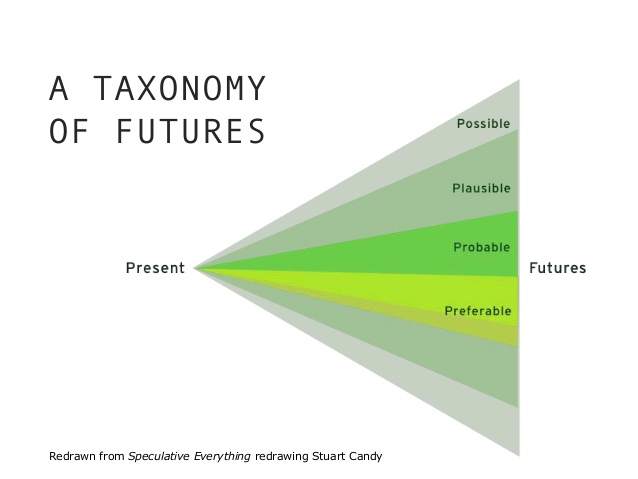 A TAXONOMY
OF FUTURES
Possible
Plausible
Probable
Present
Futures
Preferable
Redrawn from Speculative Everything redrawing Stuart Candy